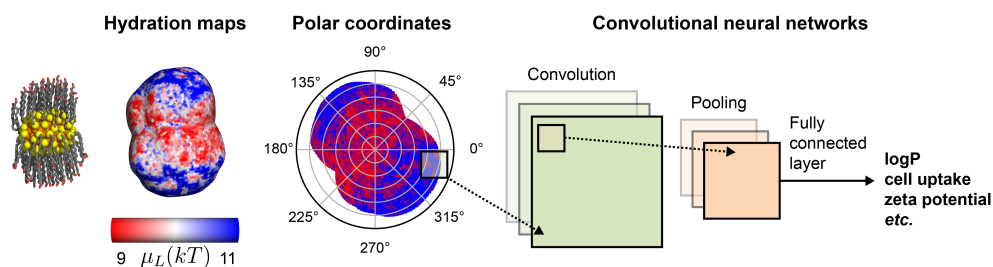 Hydration maps
Polar coordinates
Convolutional neural networks
90°
135°
45°
180°
0°
225°
315°
270°
9 μ_L(kT) 11
Convolution
Pooling
Fully
connected
layer
logP
cell uptake
zeta potential
etc.